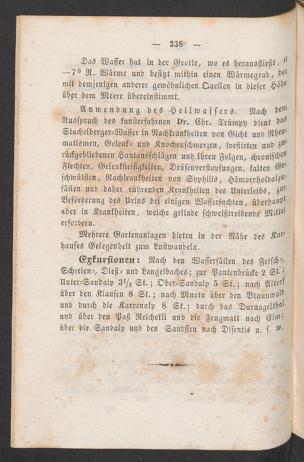 — 338 —
Das Wasser hat in der Grotte, wo es herausfließt, 6
—7° R. Wärme und besitzt mithin einen Wärmegrad, der
mit demjenigen anderer gewöhnlichen Quellen in dieser Höhe
über dem Meere übereinstimmt.
Anwendung des Heilwassers. Nach dem
Ausspruch des kunsterfahrnen Dr. Chr. Trümpy dient das
Stachelberger-Wasser in Nachkrankheiten von Gicht und Rheu-
matismen, Gelenk- und Knochenschmerzen, veralteten und zu-
rückgebliebenen Hautausschlägen und ihren Folgen, chronischen
Flechten, Gelenksteifigkeiten, Drüsenverstopfungen, kalten Ge-
schwülsten, Nachkrankheiten von Syphilis, Hämorrhoidalzu-
fällen und daher rührenden Krankheiten des Unterleibs, zur
Beförderung des Urins bei einigen Wassersuchten, überhaupt
aber in Krankheiten, welche gelinde schweißtreibende Mittel
erfordern.
Mehrere Gartenanlagen bieten in der Nähe des Kur-
hauses Gelegenheit zum Lustwandeln.
Exkursionen: Nach den Wasserfällen des Fetsch-,
Schreien-, Dieß- und Langelbaches; zur Pantenbrücke 2 St.;
Unter-Sandalp 3½ St.; Ober-Sandalp 5 St.; nach Altorf
über den Klausen 8 St.; nach Muota über den Braunwald
und durch die Karrenalp 8 St.; durch das Durnagelthal
und über den Paß Reichetli und die Frugmatt nach Elm;
über die Sandalp und den Sandfirn nach Disentis u. s. w.